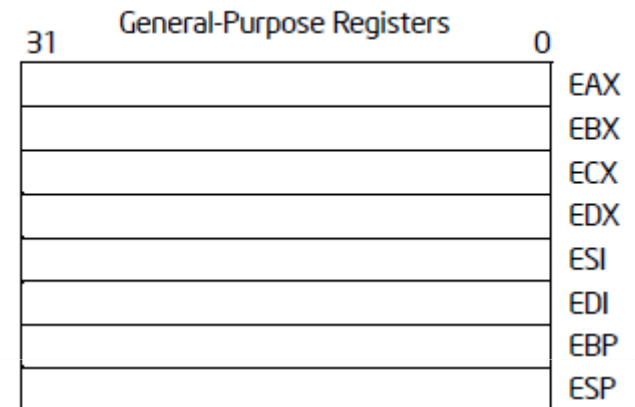 General-Purpose Registers
31 0
EAX
EBX
ECX
EDX
ESI
EDI
EBP
ESP